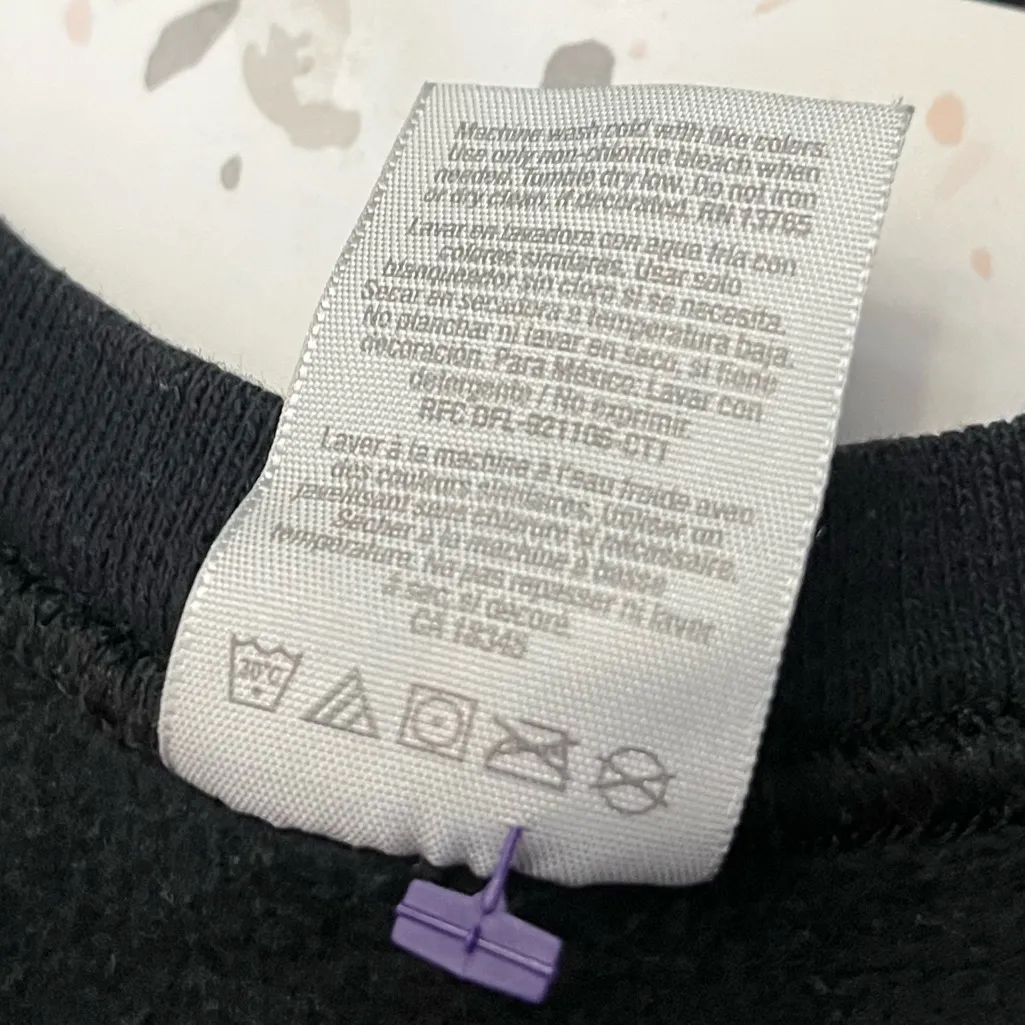 Machine wash cold with like colors.
Use only non-chlorine bleach when
needed. Tumble dry low. Do not iron
or dry clean, if decorated. RN 13765
Lavar en lavadora con agua fría con
colores similares. Usar solo
blanqueador sin cloro si se necesita.
Secar en secadora a temperatura baja.
No planchar ni lavar en seco, si tiene
decoración. Para México: Lavar con
detergente / No exprimir.
RFC DFL-921106-CT1
Laver à la machine à l'eau froide avec
des couleurs similaires. Utiliser un
sans chlore si nécessaire.
Sécher à la machine à basse
température. Ne pas repasser ni laver
à sec, si décoré.
CA 18345